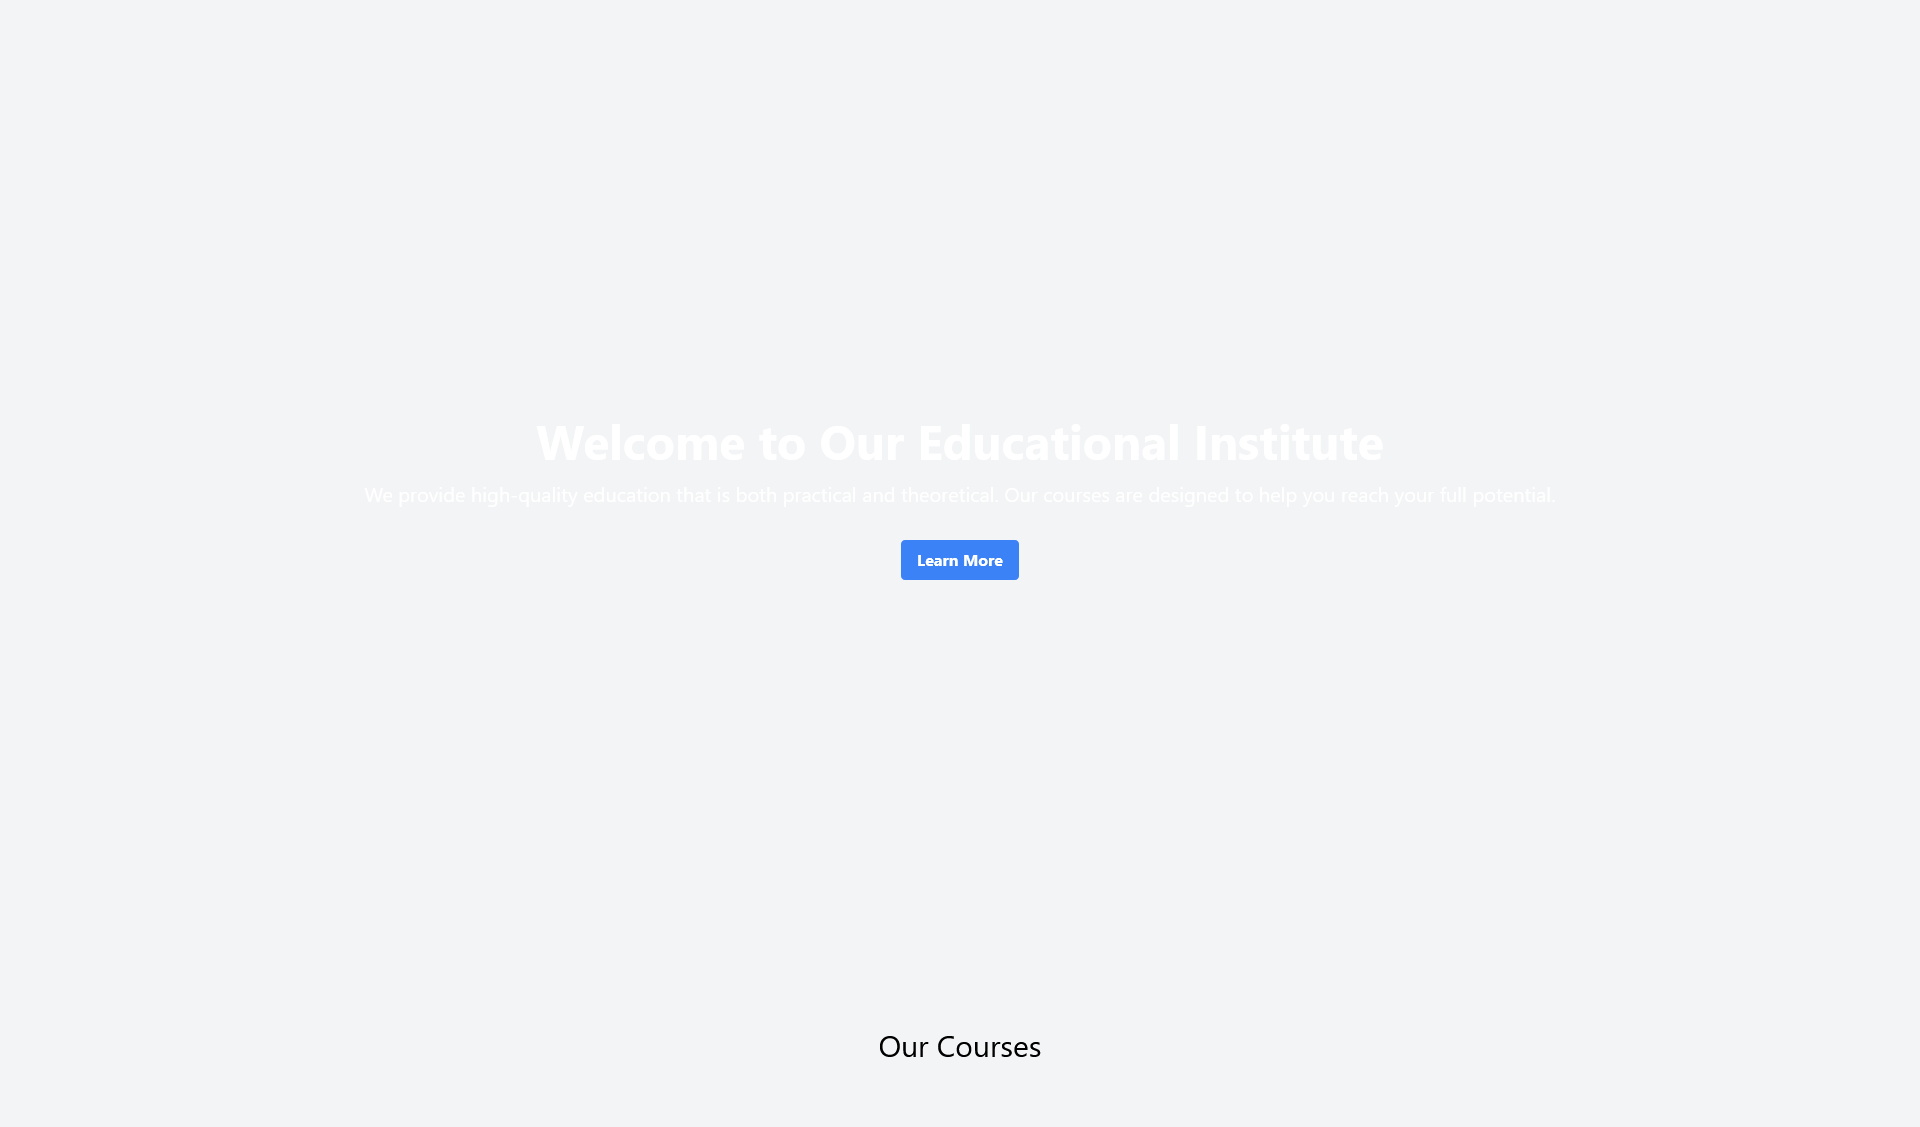 Welcome to Our Educational Institute
We provide high-quality education that is both practical and theoretical. Our courses are designed to help you reach your full potential.
Learn More
Our Courses